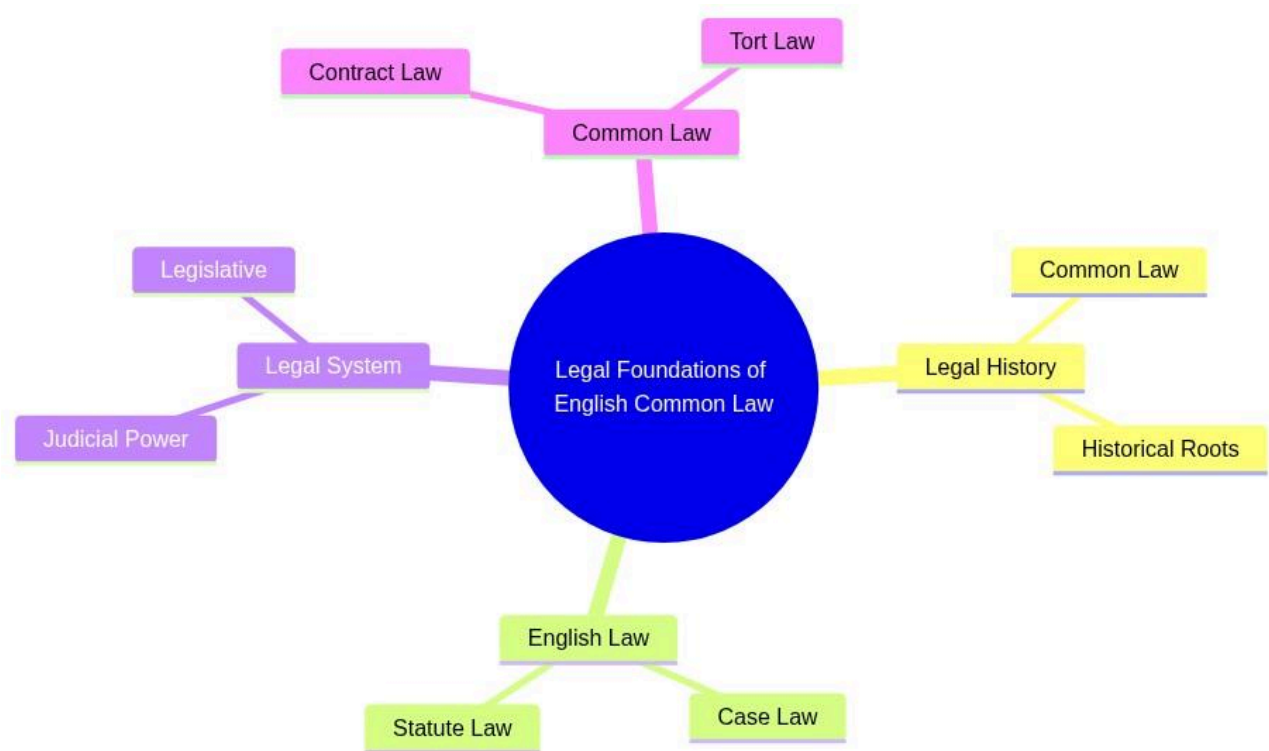 Tort Law
Contract Law
Common Law
Legislative
Common Law
Legal System
Legal History
Legal Foundations of
English Common Law
Judicial Power
Historical Roots
English Law
Statute Law
Case Law